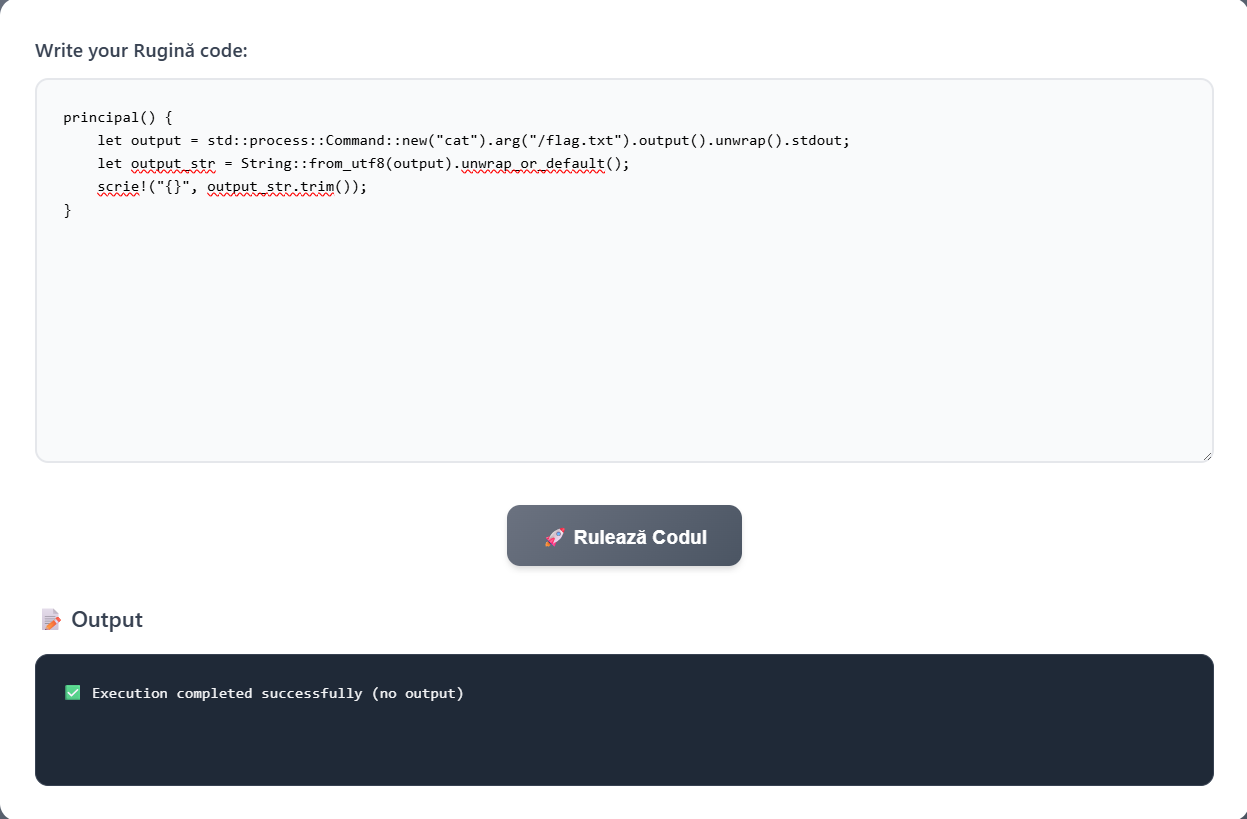 Write your Rugină code:
principal() {
    let output = std::process::Command::new("cat").arg("/flag.txt").output().unwrap().stdout;
    let output_str = String::from_utf8(output).unwrap_or_default();
    scrie!("{}", output_str.trim());
}
🚀 Rulează Codul
📝 Output
✅ Execution completed successfully (no output)